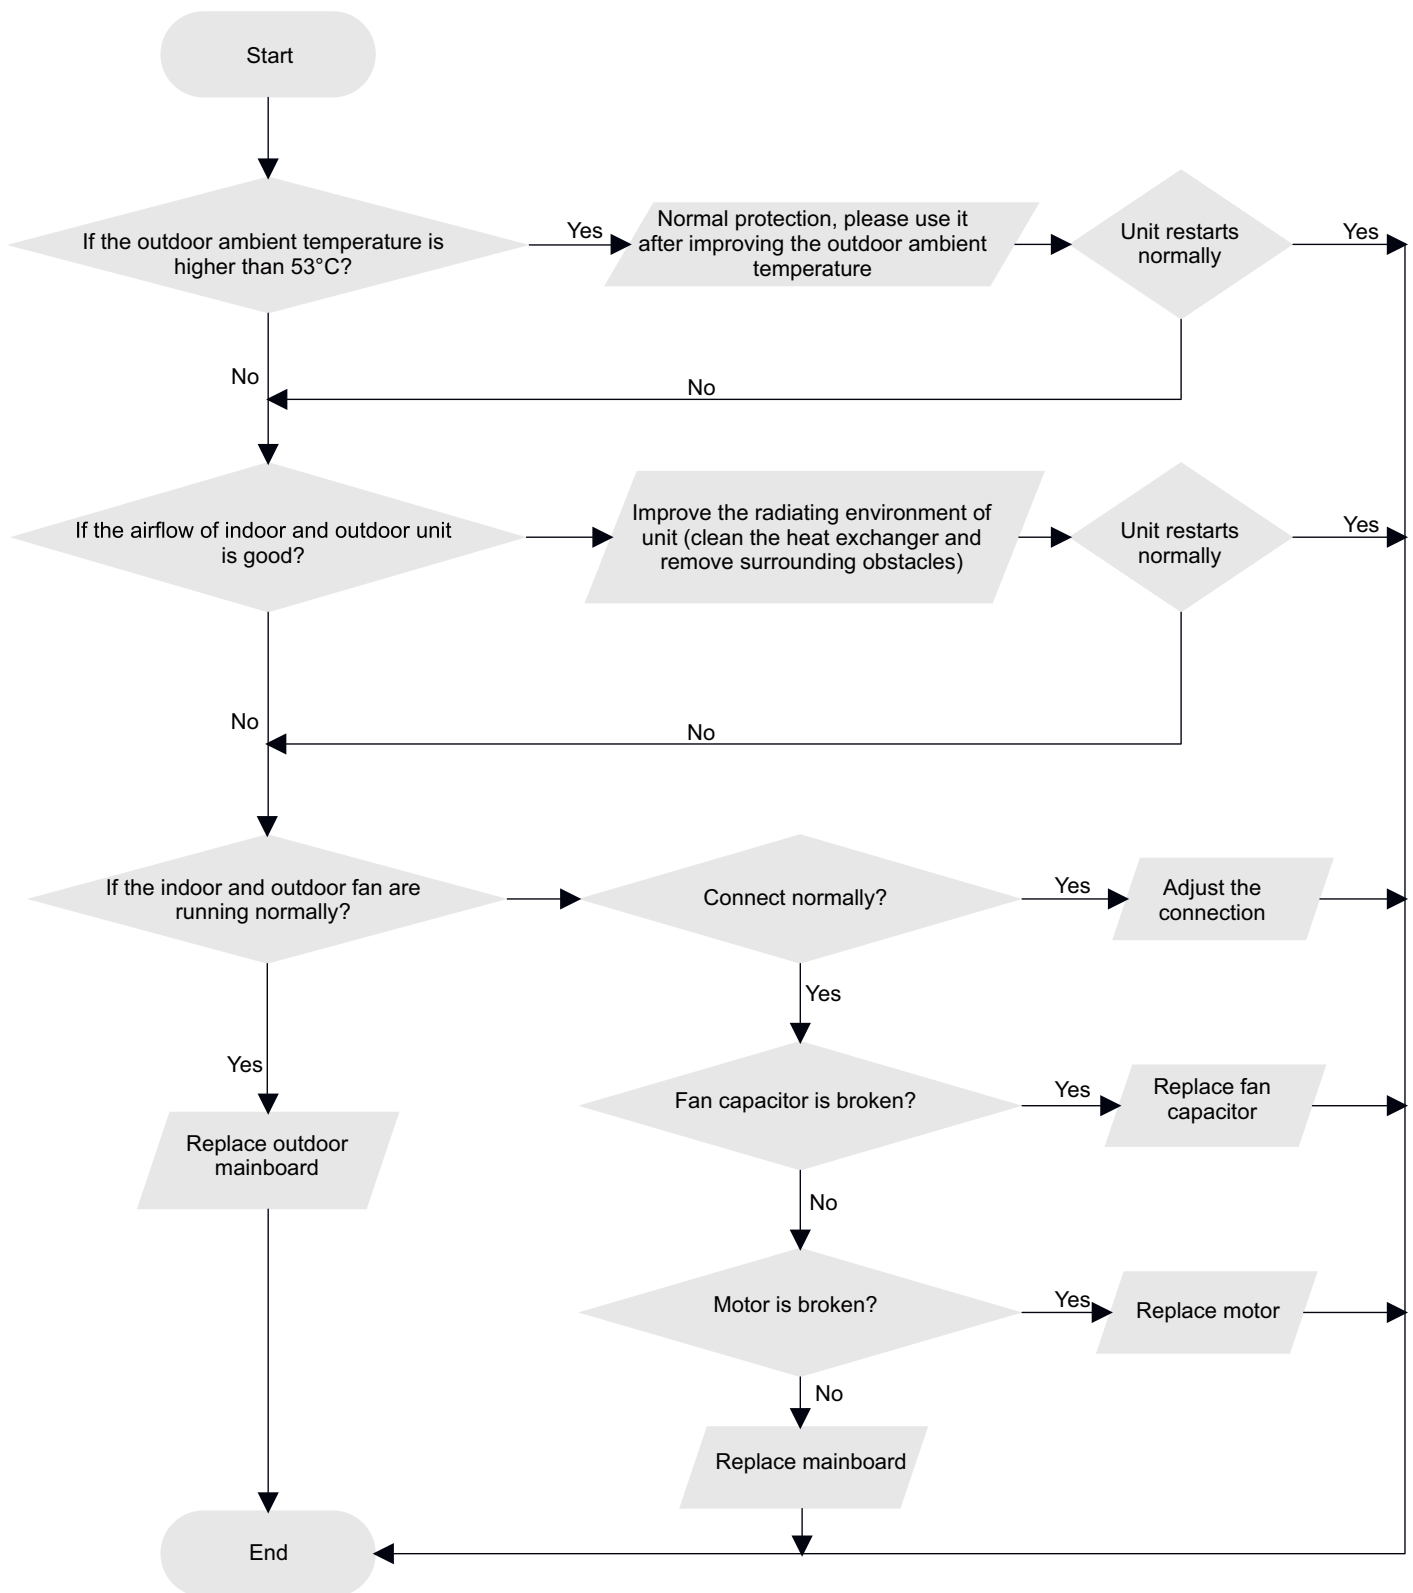 Start
If the outdoor ambient temperature is
higher than 53°C?
Yes
Normal protection, please use it
after improving the outdoor ambient
temperature
Unit restarts
normally
Yes
No
No
If the airflow of indoor and outdoor unit
is good?
Improve the radiating environment of
unit (clean the heat exchanger and
remove surrounding obstacles)
Unit restarts
normally
Yes
No
No
If the indoor and outdoor fan are
running normally?
Connect normally?
Yes
Adjust the
connection
Yes
Yes
Fan capacitor is broken?
Yes
Replace fan
capacitor
Replace outdoor
mainboard
No
Motor is broken?
Yes
Replace motor
No
Replace mainboard
End